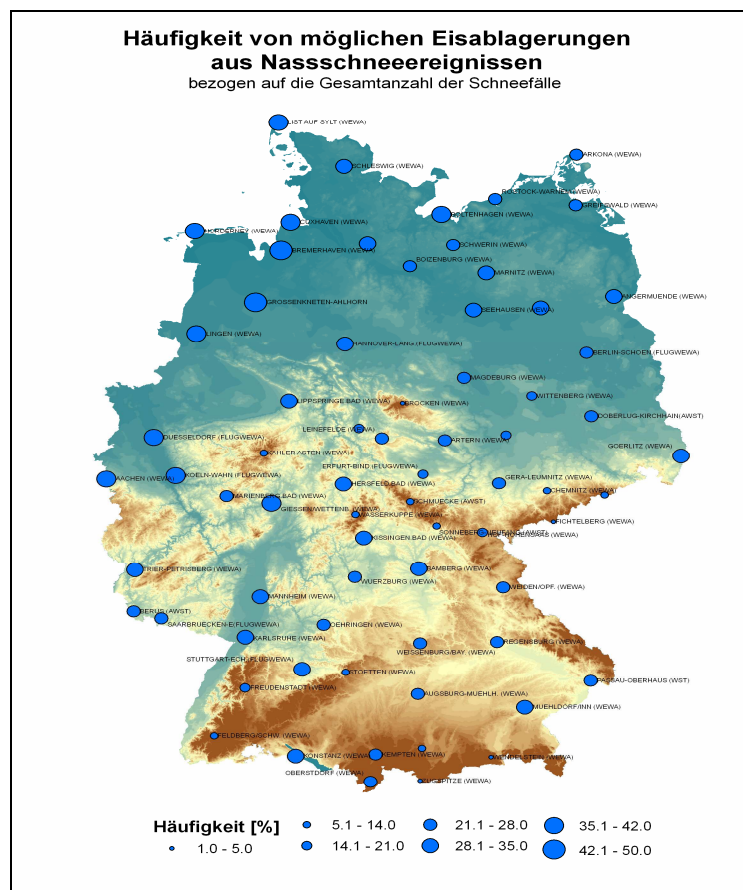 Häufigkeit von möglichen Eisablagerungen
aus Nassschneeereignissen
bezogen auf die Gesamtanzahl der Schneefälle
LIST AUF SYLT (WEWA)
ARKONA (WEWA)
SCHLESWIG (WEWA)
ROSTOCK-WARNEM (WEWA)
GREIFSWALD (WEWA)
BOLTENHAGEN (WEWA)
CUXHAVEN (WEWA)
NORDERNEY (WEWA)
SCHWERIN (WEWA)
BREMERHAVEN (WEWA)
BOIZENBURG (WEWA)
MARNITZ (WEWA)
ANGERMUENDE (WEWA)
GROSSENKNETEN-AHLHORN
SEEHAUSEN (WEWA)
LINGEN (WEWA)
HANNOVER-LANG (FLUGWEWA)
BERLIN-SCHOEN (FLUGWEWA)
MAGDEBURG (WEWA)
WITTENBERG (WEWA)
LIPPSPRINGE,BAD (WEWA)
BROCKEN (WEWA)
DOBERLUG-KIRCHHAIN(AWST)
LEINEFELDE (WEWA)
DUESSELDORF (FLUGWEWA)
ARTERN (WEWA)
GOERLITZ (WEWA)
KAHLER ASTEN (WEWA)
ERFURT-BIND (FLUGWEWA)
AACHEN (WEWA)
KOELN-WAHN (FLUGWEWA)
HERSFELD,BAD (WEWA)
GERA-LEUMNITZ (WEWA)
CHEMNITZ (WEWA)
MARIENBERG,BAD (WEWA)
SCHMUECKE (AWST)
GIESSEN/WETTENB. (WEWA)
WASSERKUPPE (WEWA)
FICHTELBERG (WEWA)
SONNEBERG-NEUFANG (AWST)
HOF-HOHENSAAS (WEWA)
KISSINGEN,BAD (WEWA)
TRIER-PETRISBERG (WEWA)
BAMBERG (WEWA)
WUERZBURG (WEWA)
WEIDEN/OPF. (WEWA)
MANNHEIM (WEWA)
BERUS (AWST)
SAARBRUECKEN-E(FLUGWEWA)
OEHRINGEN (WEWA)
KARLSRUHE (WEWA)
REGENSBURG (WEWA)
WEISSENBURG/BAY. (WEWA)
STUTTGART-ECH(FLUGWEWA)
STOETTEN (WEWA)
PASSAU-OBERHAUS (WST)
FREUDENSTADT (WEWA)
AUGSBURG-MUEHLH. (WEWA)
MUEHLDORF/INN (WEWA)
FELDBERG/SCHW. (WEWA)
KONSTANZ (WEWA)
KEMPTEN (WEWA)
WENDELSTEIN (WEWA)
OBERSTDORF (WEWA)
ZUGSPITZE (WEWA)
Häufigkeit [%]
1.0 - 5.0
5.1 - 14.0
14.1 - 21.0
21.1 - 28.0
28.1 - 35.0
35.1 - 42.0
42.1 - 50.0